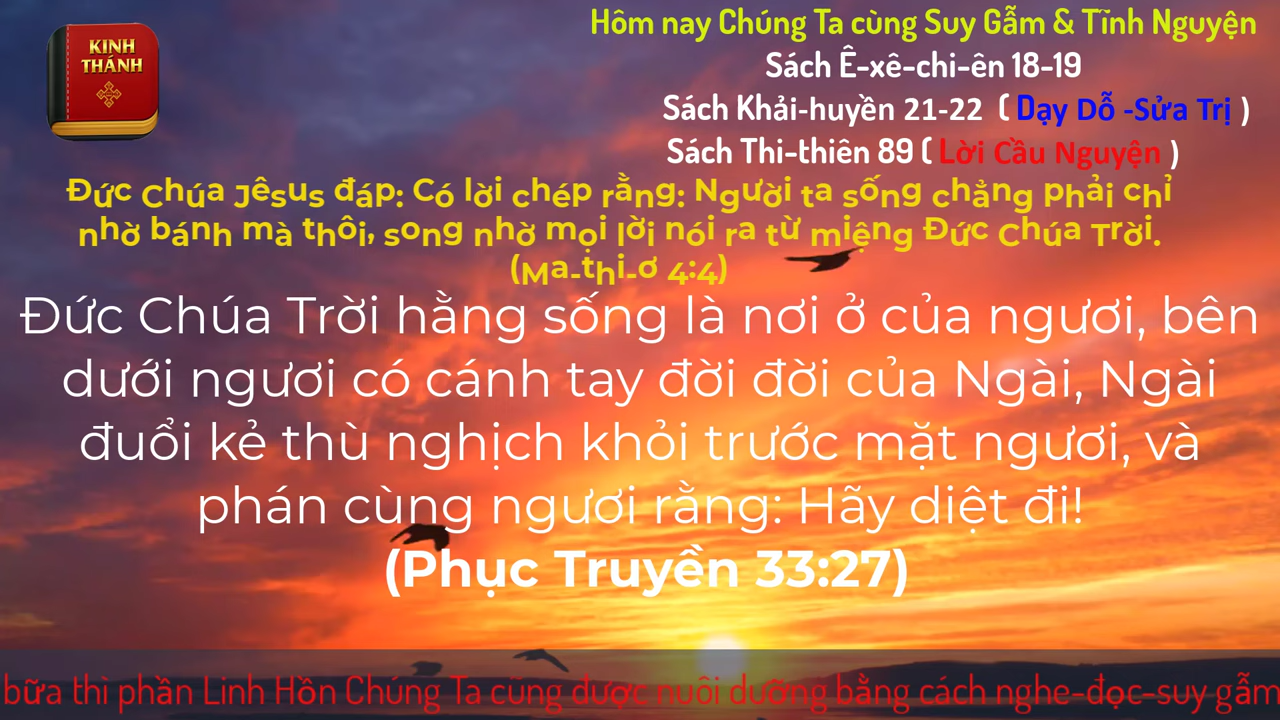 KINH
THÁNH
Hôm nay Chúng Ta cùng Suy Gẫm & Tĩnh Nguyện
Sách Ê-xê-chi-ên 18-19
Sách Khải-huyền 21-22 ( Dạy Dỗ -Sửa Trị )
Sách Thi-thiên 89 ( Lời Cầu Nguyện )
Đức Chúa Jêsus đáp: Có lời chép rằng: Người ta sống chẳng phải chỉ
nhờ bánh mà thôi, song nhờ mọi lời nói ra từ miệng Đức Chúa Trời.
(Ma-thi-ơ 4:4)
Đức Chúa Trời hằng sống là nơi ở của ngươi, bên
dưới ngươi có cánh tay đời đời của Ngài, Ngài
đuổi kẻ thù nghịch khỏi trước mặt ngươi, và
phán cùng ngươi rằng: Hãy diệt đi!
(Phục Truyền 33:27)
bữa thì phần Linh Hồn Chúng Ta cũng được nuôi dưỡng bằng cách nghe-đọc-suy gẫm